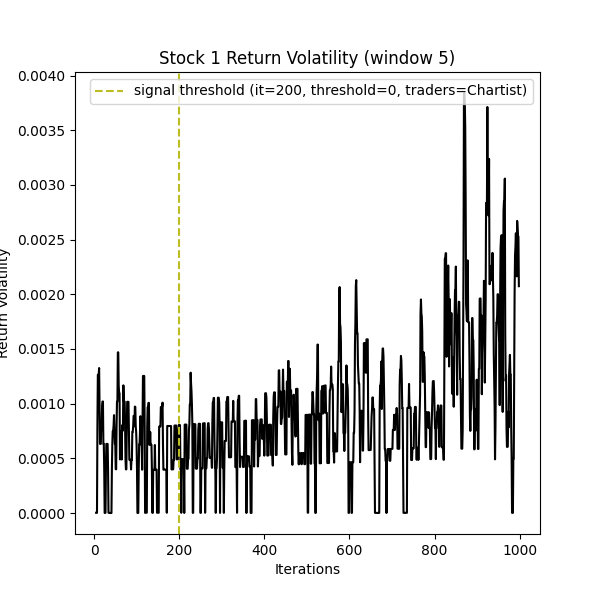 Stock 1 Return Volatility (window 5)
signal threshold (it=200, threshold=0, traders=Chartist)
0.0040
0.0035
0.0030
0.0025
0.0020
0.0015
0.0010
0.0005
0.0000
Return Volatility
0 200 400 600 800 1000
Iterations